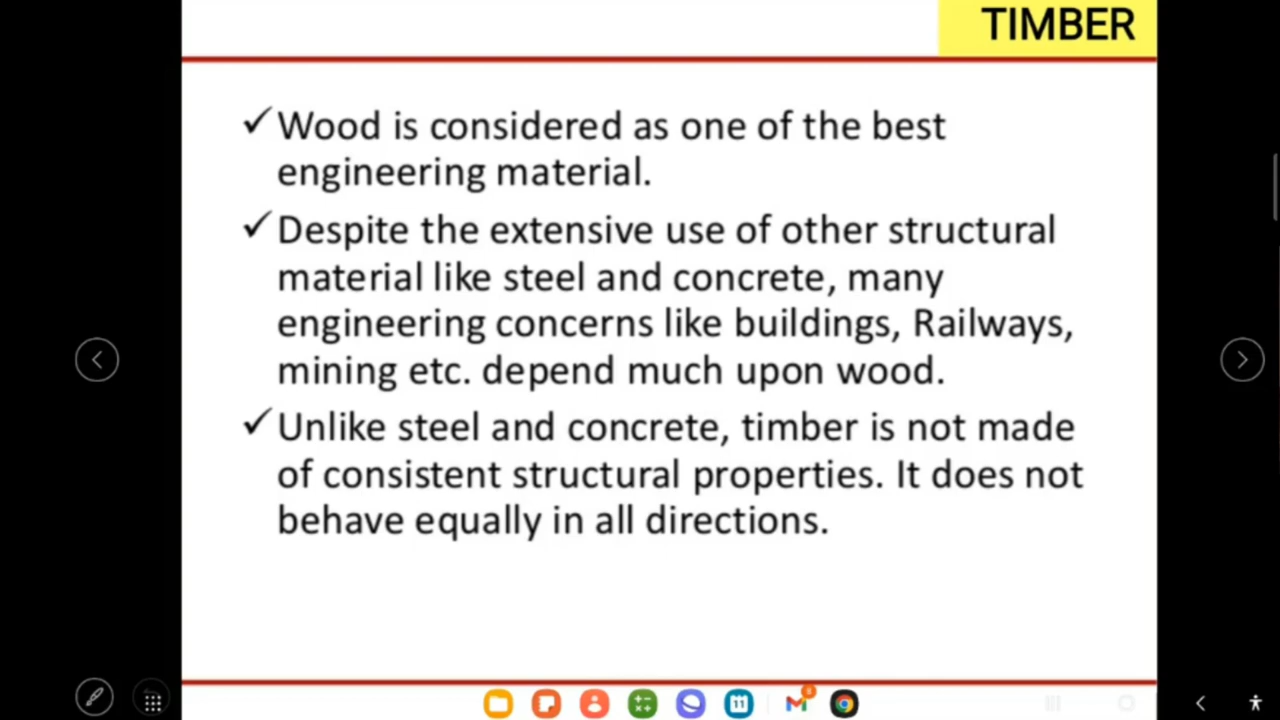 TIMBER
✓Wood is considered as one of the best
engineering material.
✓Despite the extensive use of other structural
material like steel and concrete, many
engineering concerns like buildings, Railways,
mining etc. depend much upon wood.
✓Unlike steel and concrete, timber is not made
of consistent structural properties. It does not
behave equally in all directions.
11